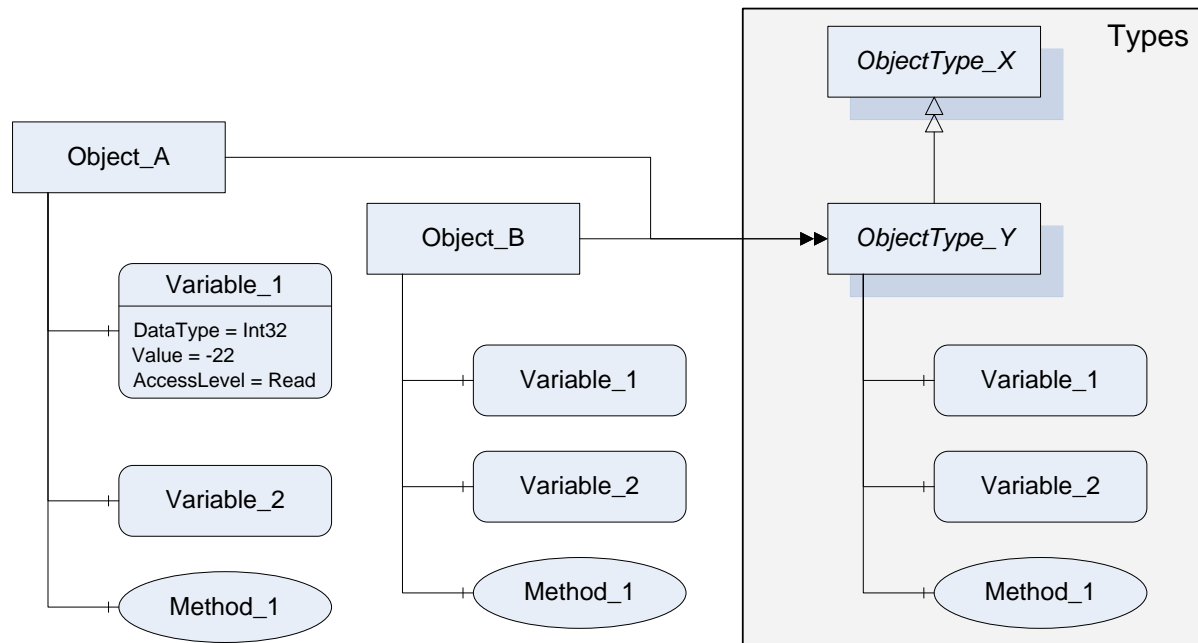 Types
ObjectType_X
Object_A
Object_B
ObjectType_Y
Variable_1
DataType = Int32
Value = -22
AccessLevel = Read
Variable_2
Method_1
Variable_1
Variable_2
Method_1
Variable_1
Variable_2
Method_1